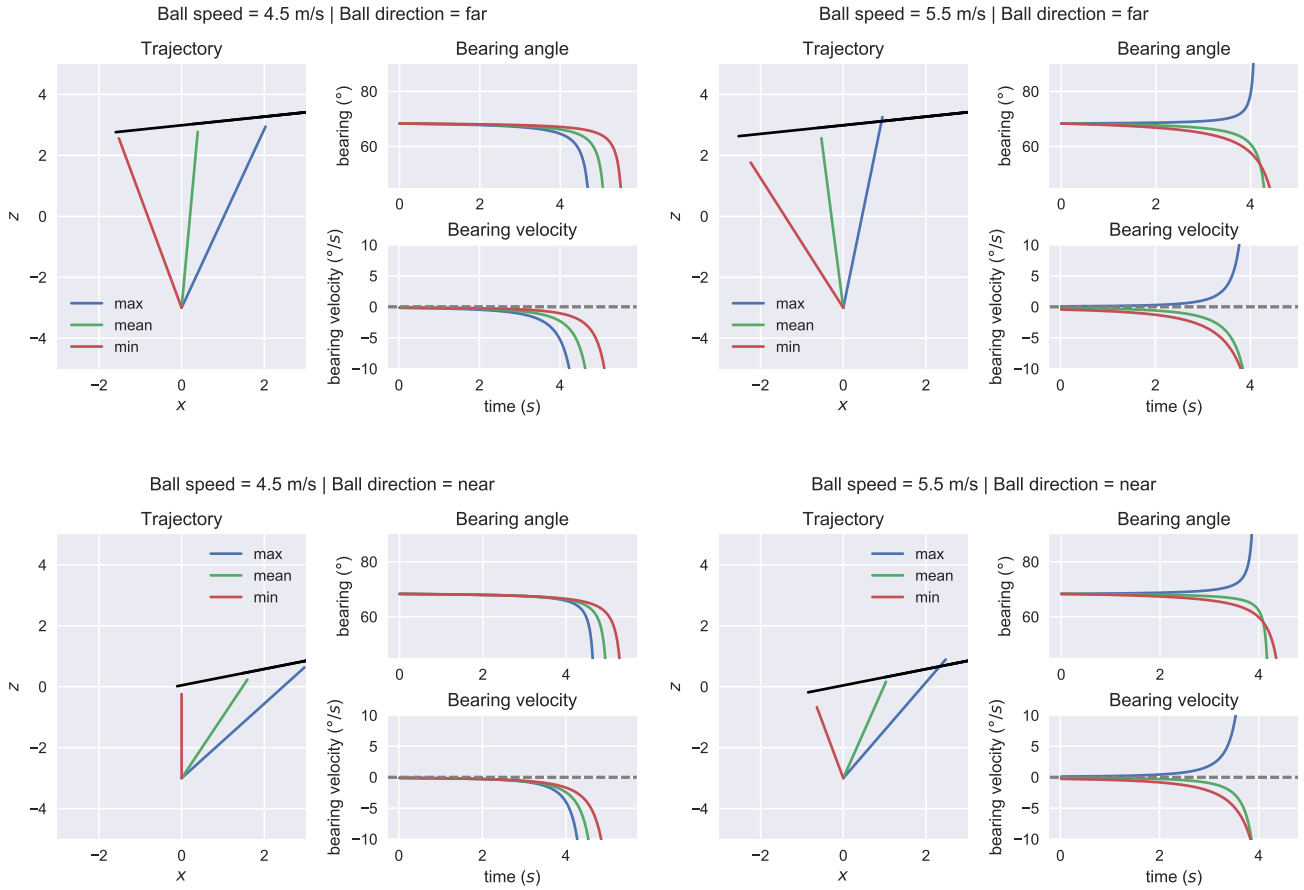 Ball speed = 4.5 m/s | Ball direction = far
Trajectory
4
2
0
−2
−4
z
−2
0
2
x
max
mean
min
Bearing angle
80
60
bearing (°)
0
2
4
Bearing velocity
10
5
0
−5
−10
bearing velocity (°/s)
0
2
4
time (s)
Ball speed = 5.5 m/s | Ball direction = far
Trajectory
4
2
0
−2
−4
z
−2
0
2
x
max
mean
min
Bearing angle
80
60
bearing (°)
0
2
4
Bearing velocity
10
5
0
−5
−10
bearing velocity (°/s)
0
2
4
time (s)
Ball speed = 4.5 m/s | Ball direction = near
Trajectory
max
mean
min
4
2
0
−2
−4
z
−2
0
2
x
Bearing angle
80
60
bearing (°)
0
2
4
Bearing velocity
10
5
0
−5
−10
bearing velocity (°/s)
0
2
4
time (s)
Ball speed = 5.5 m/s | Ball direction = near
Trajectory
max
mean
min
4
2
0
−2
−4
z
−2
0
2
x
Bearing angle
80
60
bearing (°)
0
2
4
Bearing velocity
10
5
0
−5
−10
bearing velocity (°/s)
0
2
4
time (s)